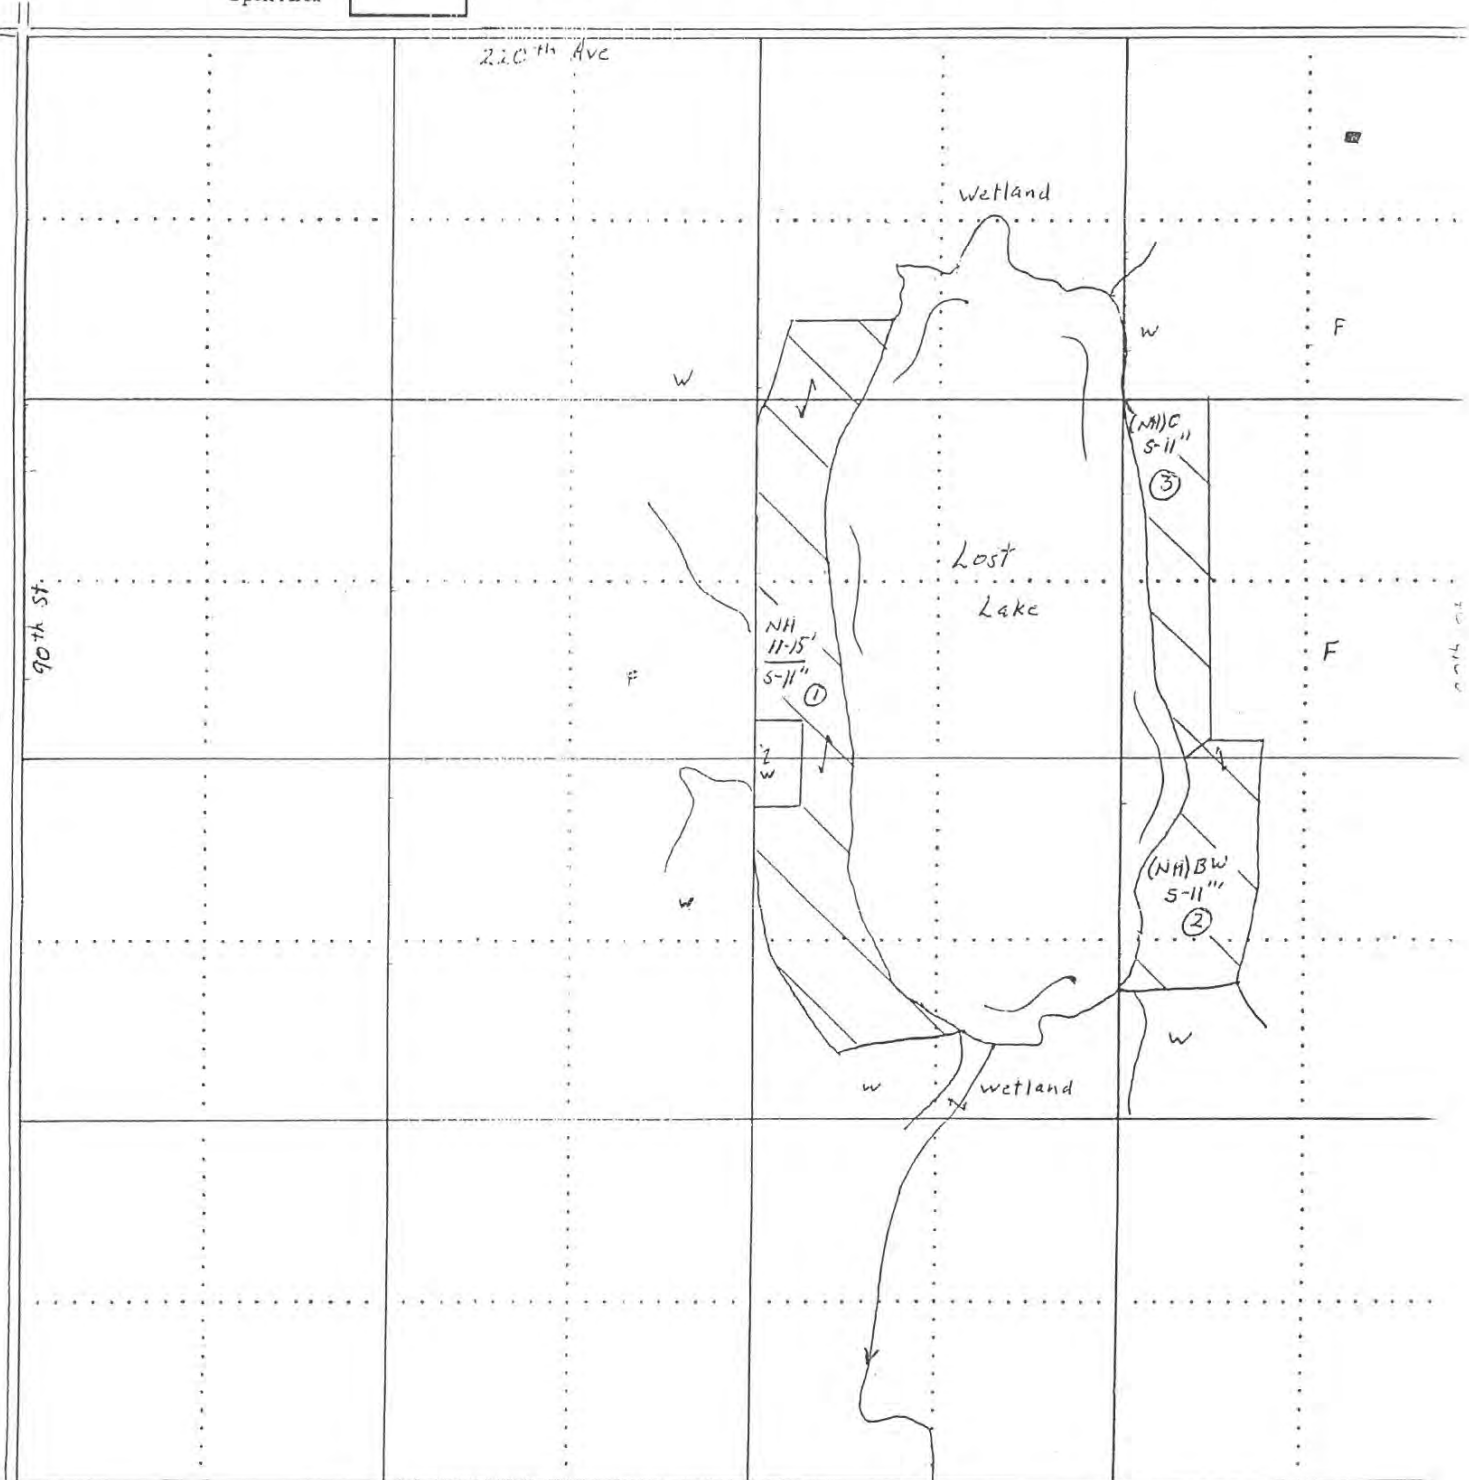 220th Ave
Wetland
W
F
W
(NH)C
5-11"
3
Lost
Lake
90th St.
NH
11-15'
5-11"
1
F
F
W
(NH)BW
5-11"
2
W
W
W
Wetland